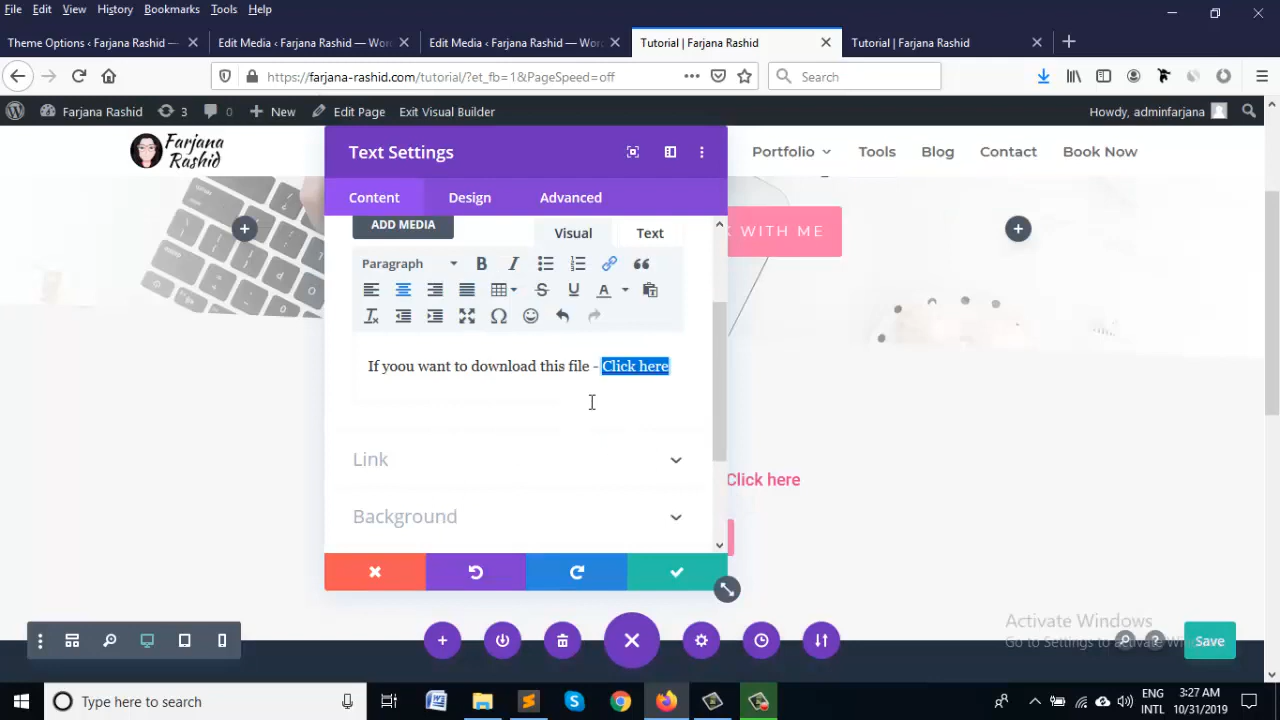 File Edit View History Bookmarks Tools Help
Theme Options ‹ Farjana Rashid —
Edit Media ‹ Farjana Rashid — Wor
Edit Media ‹ Farjana Rashid — Wor
Tutorial | Farjana Rashid
Tutorial | Farjana Rashid
https://farjana-rashid.com/tutorial/?et_fb=1&PageSpeed=off
Search
Farjana Rashid 3 0 New Edit Page Exit Visual Builder Howdy, adminfarjana
Farjana
Rashid
Portfolio Tools Blog Contact Book Now
Text Settings
Content Design Advanced
ADD MEDIA
Visual Text
WITH ME
Paragraph
If yoou want to download this file - Click here
Link
Click here
Background
Activate Windows
Go to Settings to activate
Save
Type here to search
ENG
INTL
3:27 AM
10/31/2019